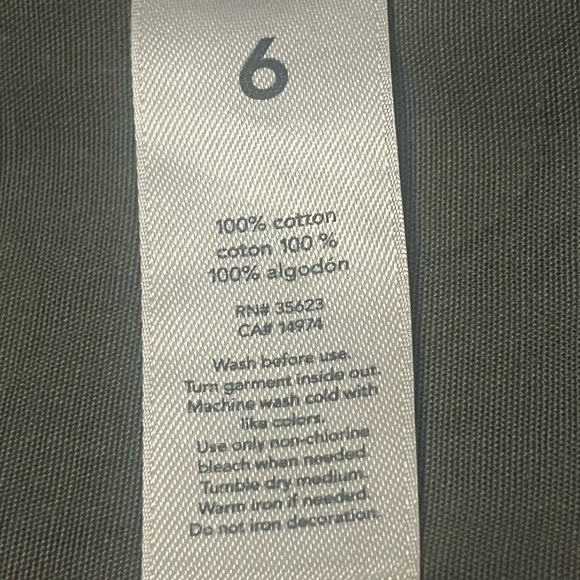 6
100% cotton
coton 100 %
100% algodón
RN# 35623
CA# 14974
Wash before use.
Turn garment inside out.
Machine wash cold with
like colors.
Use only non-chlorine
bleach when needed.
Tumble dry medium.
Warm iron if needed.
Do not iron decoration.